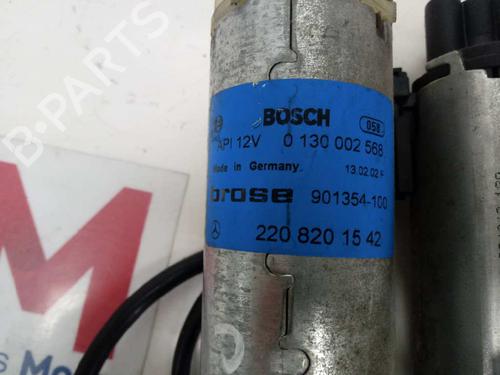 BOSCH 058
API 12V 0 130 002 568
Made in Germany 13.02.02
brose 901354-100
220 820 15 42